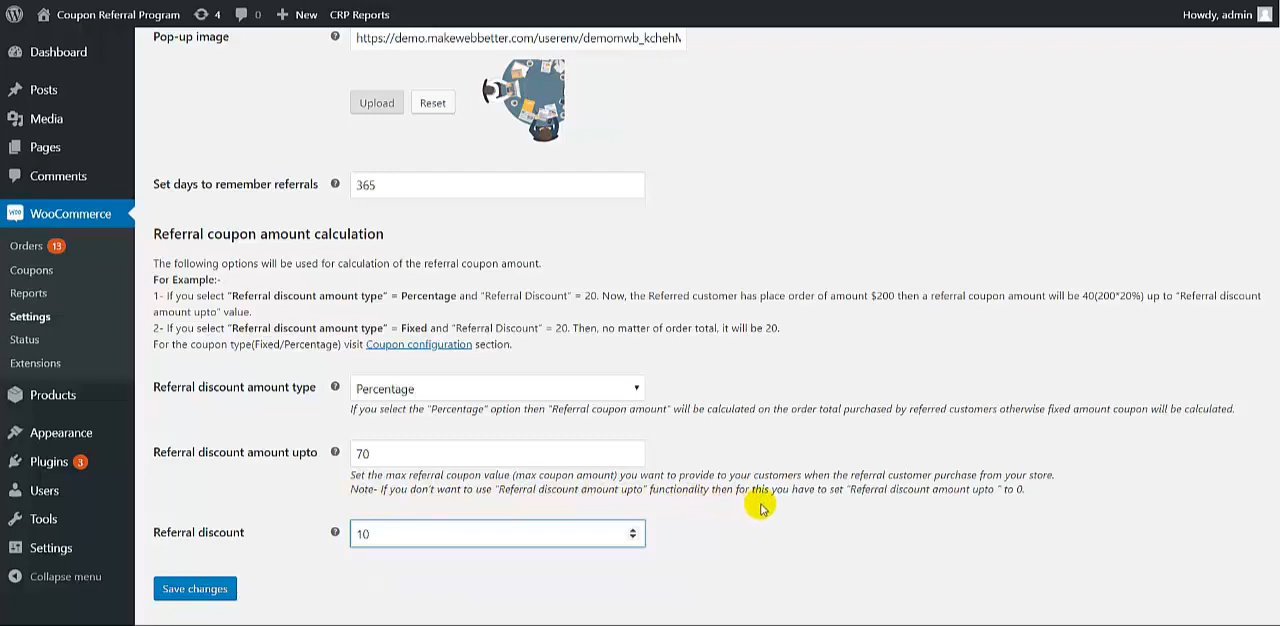 Coupon Referral Program 4 0 New CRP Reports Howdy, admin
Dashboard
Posts
Media
Pages
Comments
WooCommerce
Orders 13
Coupons
Reports
Settings
Status
Extensions
Products
Appearance
Plugins 3
Users
Tools
Settings
Collapse menu
Pop-up image
https://demo.makewebbetter.com/userenv/demomwb_kchehM
Upload Reset
Set days to remember referrals 365
Referral coupon amount calculation
The following options will be used for calculation of the referral coupon amount.
For Example:-
1- If you select "Referral discount amount type" = Percentage and "Referral Discount" = 20. Now, the Referred customer has place order of amount $200 then a referral coupon amount will be 40(200*20%) up to "Referral discount
amount upto" value.
2- If you select "Referral discount amount type" = Fixed and "Referral Discount" = 20. Then, no matter of order total, it will be 20.
For the coupon type(Fixed/Percentage) visit Coupon configuration section.
Referral discount amount type Percentage
If you select the "Percentage" option then "Referral coupon amount" will be calculated on the order total purchased by referred customers otherwise fixed amount coupon will be calculated.
Referral discount amount upto 70
Set the max referral coupon value (max coupon amount) you want to provide to your customers when the referral customer purchase from your store.
Note- If you don't want to use "Referral discount amount upto" functionality then for this you have to set "Referral discount amount upto " to 0.
Referral discount 10
Save changes